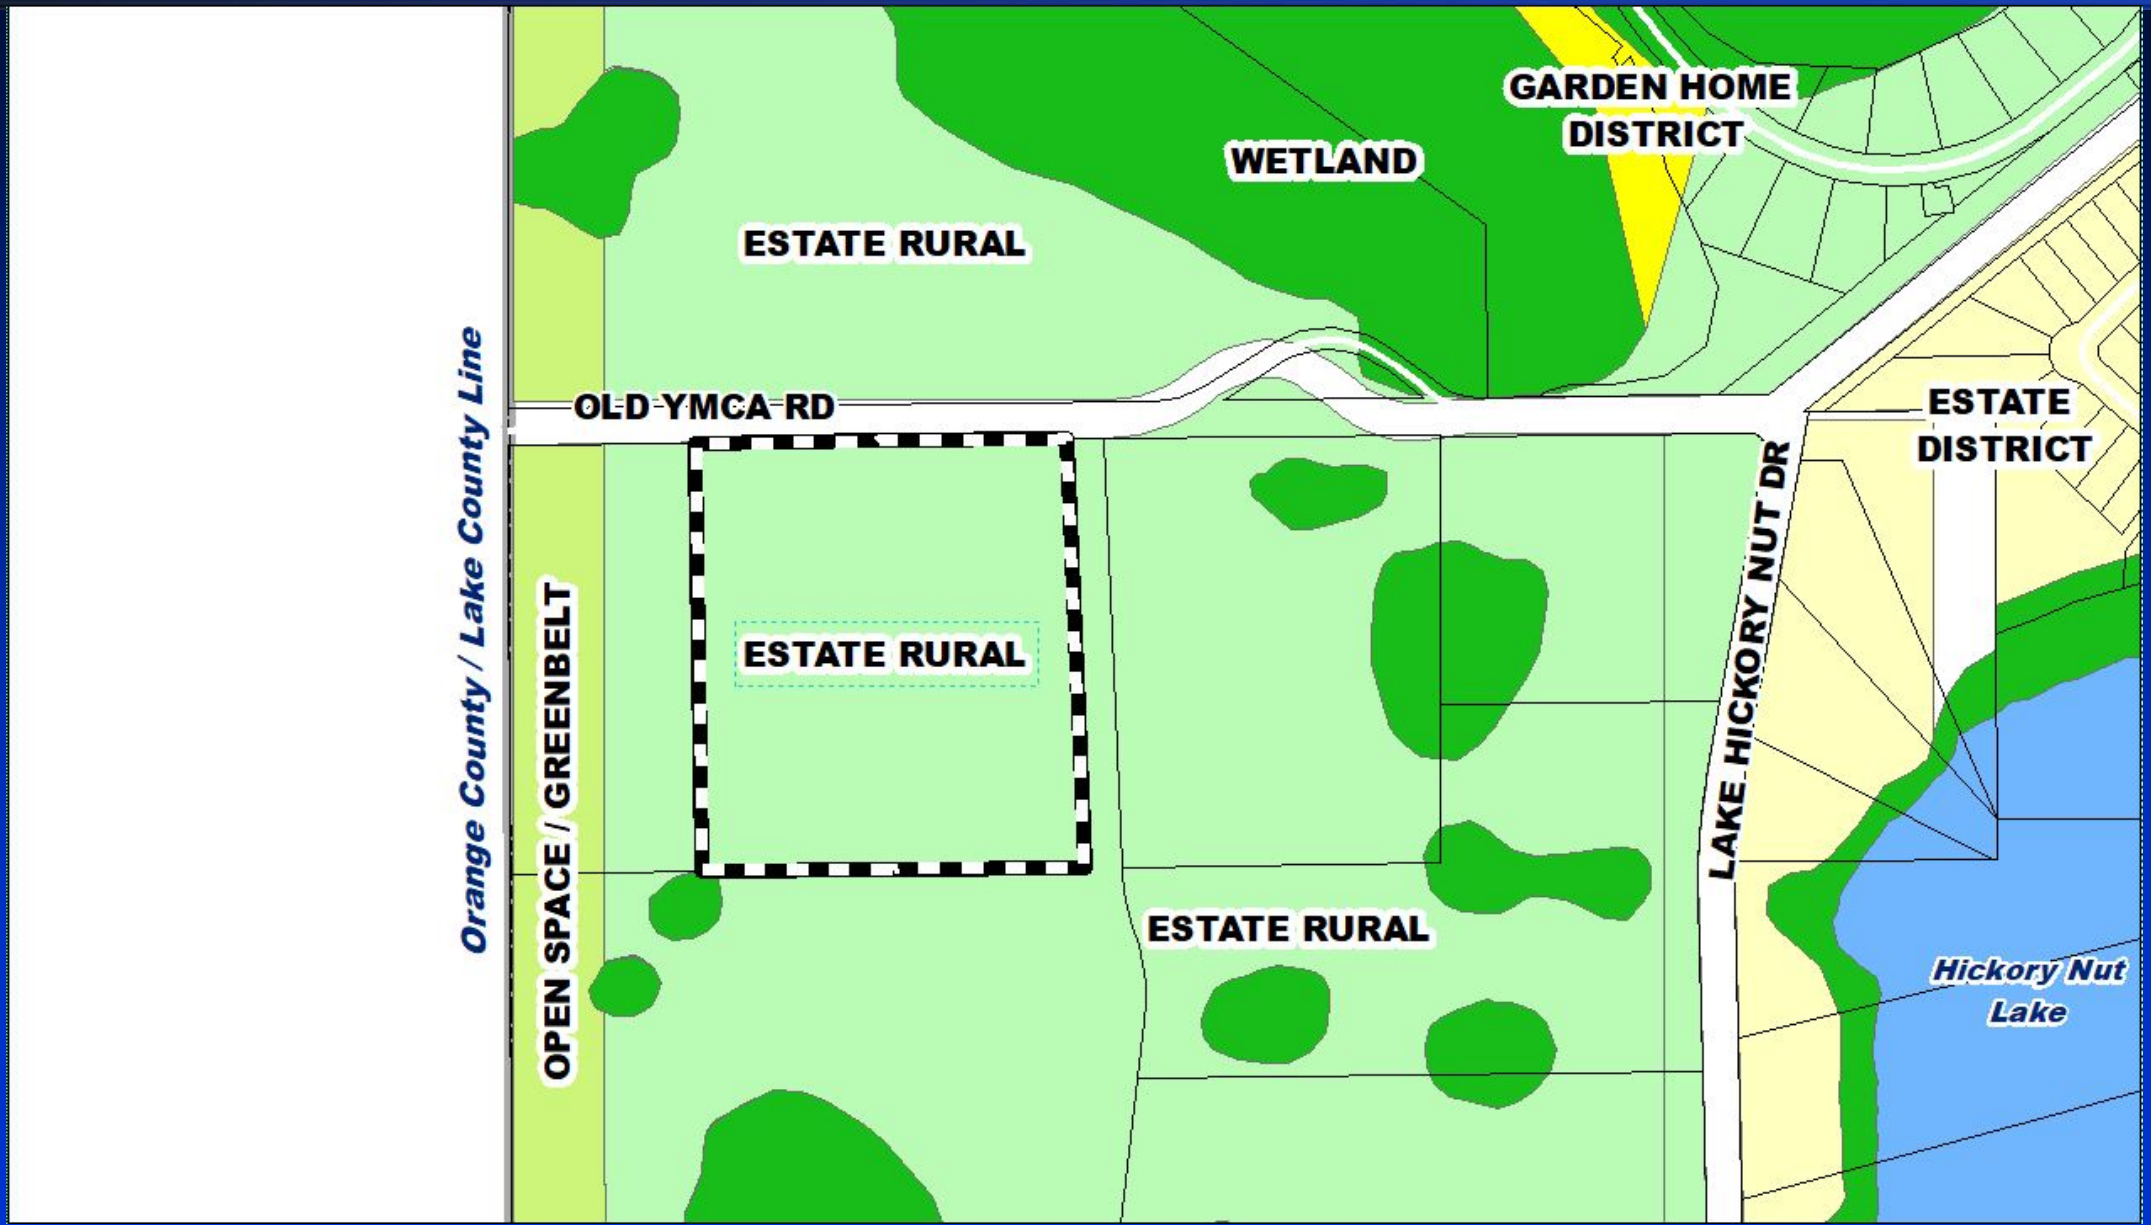 GARDEN HOME
DISTRICT
WETLAND
ESTATE RURAL
OLD YMCA RD
ESTATE
DISTRICT
Orange County / Lake County Line
OPEN SPACE / GREENBELT
ESTATE RURAL
LAKE HICKORY NUT DR
ESTATE RURAL
Hickory Nut
Lake